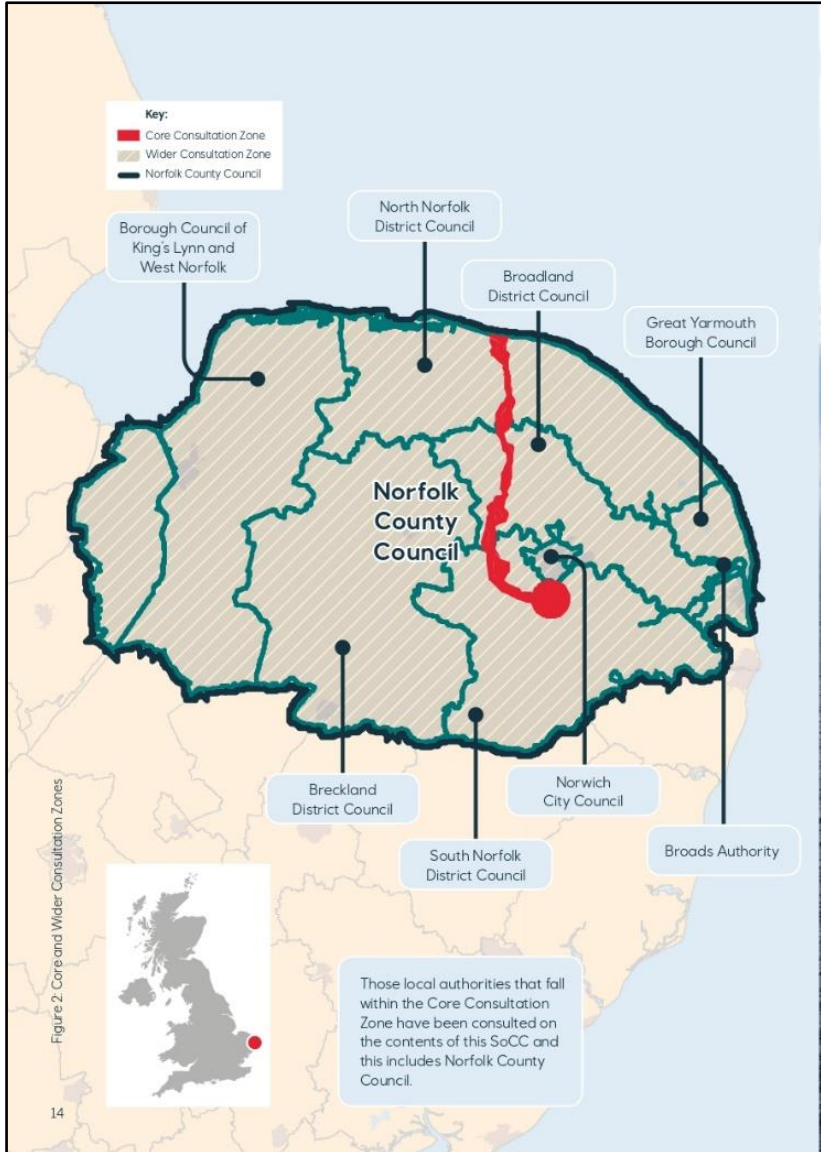 Key:
Core Consultation Zone
Wider Consultation Zone
Norfolk County Council
Borough Council of
King's Lynn and
West Norfolk
North Norfolk
District Council
Broadland
District Council
Great Yarmouth
Borough Council
Norfolk
County
Council
Breckland
District Council
South Norfolk
District Council
Norwich
City Council
Broads Authority
Figure 2: Core and Wider Consultation Zones
Those local authorities that fall
within the Core Consultation
Zone have been consulted on
the contents of this SoCC and
this includes Norfolk County
Council.
14